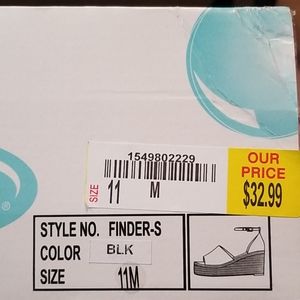 1549802229
SIZE 11 M
OUR
PRICE
$32.99
®
STYLE NO. FINDER-S
COLOR BLK
SIZE 11M